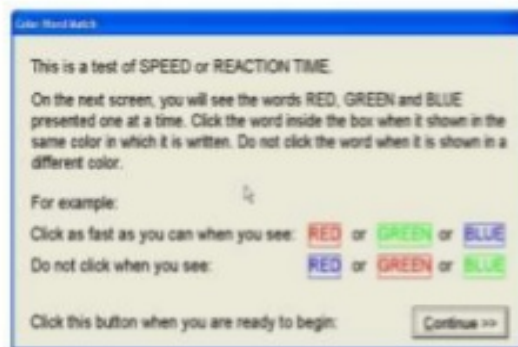 Color Word Match
This is a test of SPEED or REACTION TIME.
On the next screen, you will see the words RED, GREEN and BLUE
presented one at a time. Click the word inside the box when it shown in the
same color in which it is written. Do not click the word when it is shown in a
different color.
For example:
Click as fast as you can when you see: RED or GREEN or BLUE
Do not click when you see: RED or GREEN or BLUE
Click this button when you are ready to begin: Continue >>